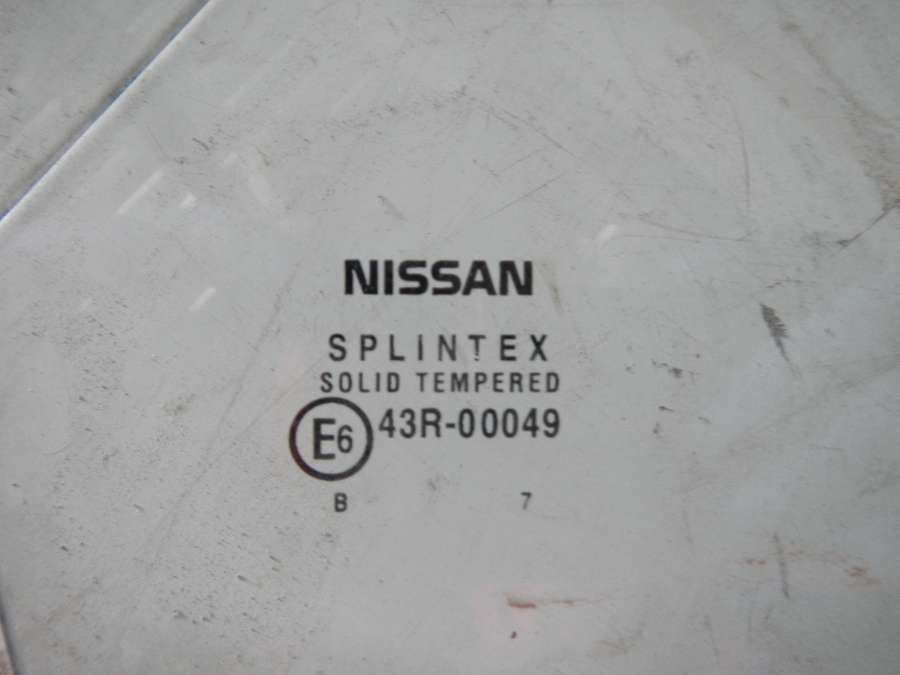 NISSAN
SPLINTEX
SOLID TEMPERED
E6 43R-00049
B 7